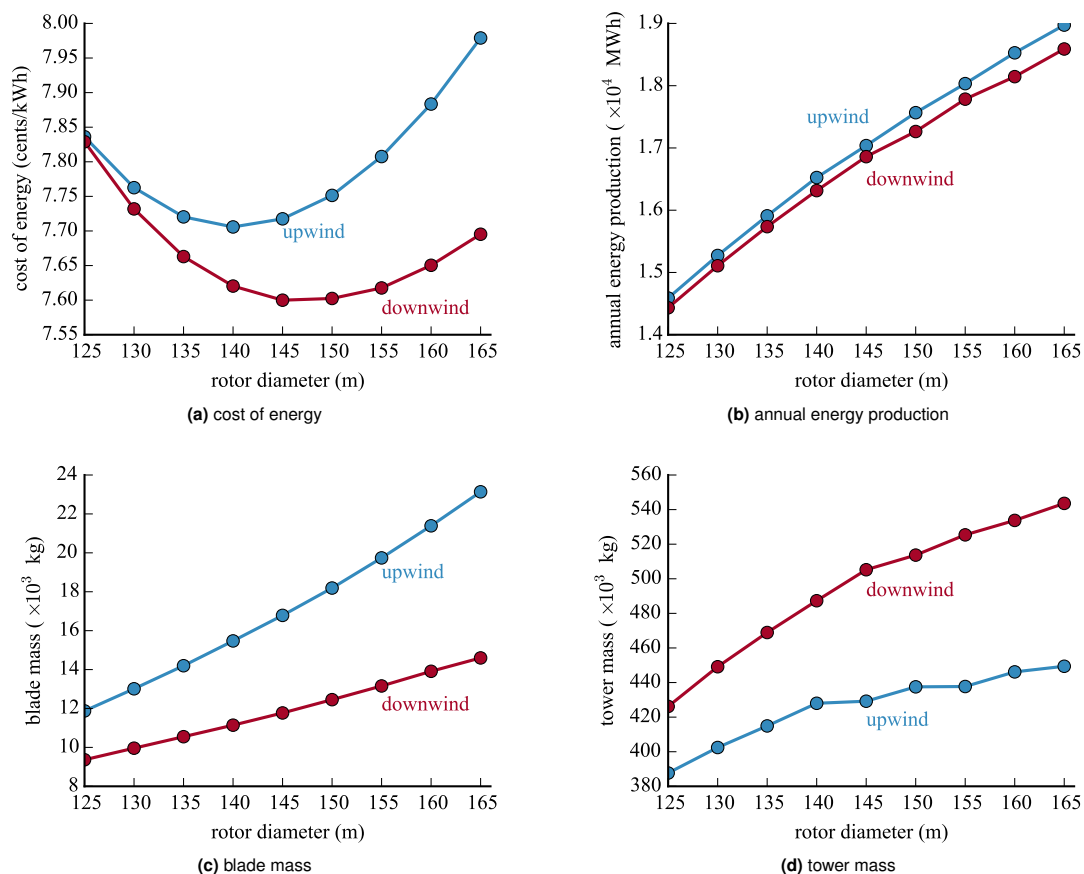 8.00
7.95
7.90
7.85
7.80
7.75
7.70
7.65
7.60
7.55
cost of energy (cents/kWh)
upwind
downwind
125 130 135 140 145 150 155 160 165
rotor diameter (m)
(a) cost of energy
1.9
1.8
1.7
1.6
1.5
1.4
annual energy production ( ×10⁴ MWh)
upwind
downwind
125 130 135 140 145 150 155 160 165
rotor diameter (m)
(b) annual energy production
24
22
20
18
16
14
12
10
8
blade mass ( ×10³ kg)
upwind
downwind
125 130 135 140 145 150 155 160 165
rotor diameter (m)
(c) blade mass
560
540
520
500
480
460
440
420
400
380
tower mass ( ×10³ kg)
downwind
upwind
125 130 135 140 145 150 155 160 165
rotor diameter (m)
(d) tower mass